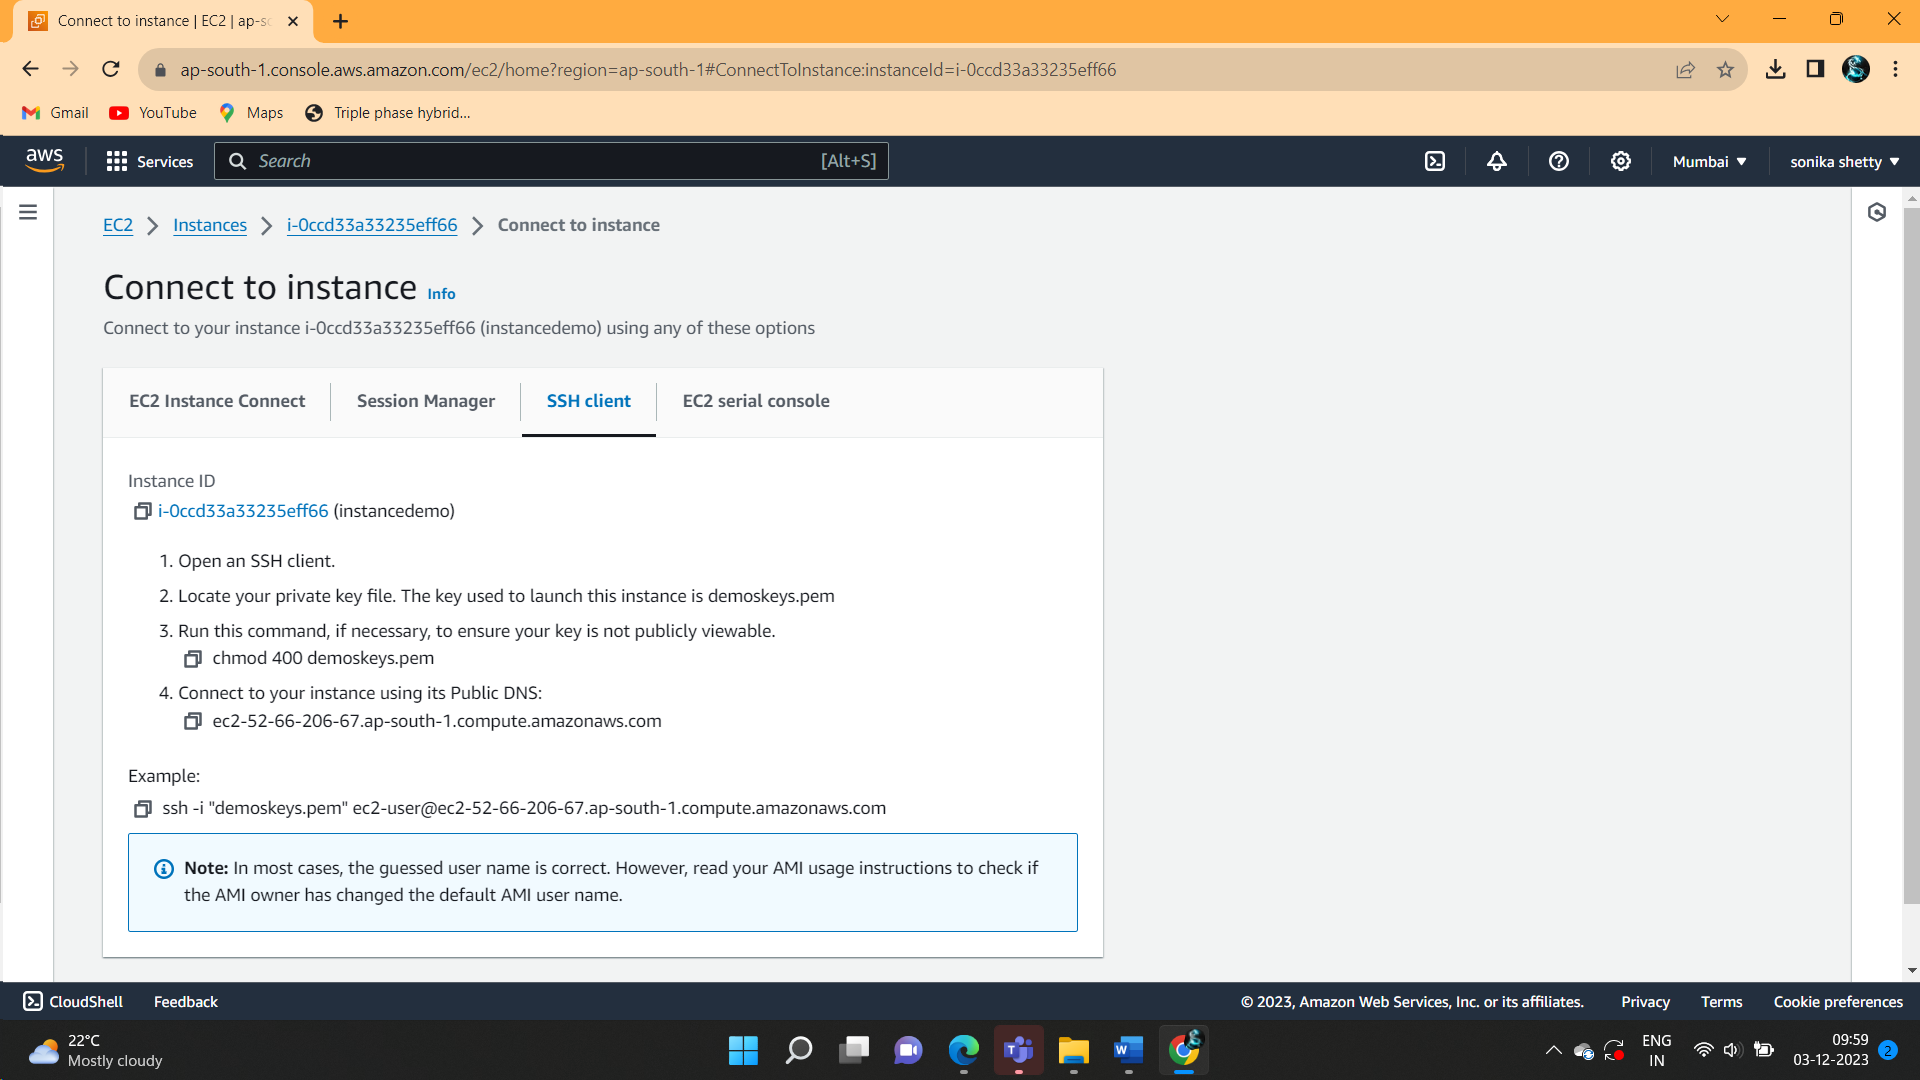 Connect to instance | EC2 | ap-so
ap-south-1.console.aws.amazon.com/ec2/home?region=ap-south-1#ConnectToInstance:instanceId=i-0ccd33a33235eff66
Gmail YouTube Maps Triple phase hybrid...
aws Services Search [Alt+S] Mumbai sonika shetty
EC2 Instances i-0ccd33a33235eff66 Connect to instance
Connect to instance Info
Connect to your instance i-0ccd33a33235eff66 (instancedemo) using any of these options
EC2 Instance Connect Session Manager SSH client EC2 serial console
Instance ID
i-0ccd33a33235eff66 (instancedemo)
1. Open an SSH client.
2. Locate your private key file. The key used to launch this instance is demoskeys.pem
3. Run this command, if necessary, to ensure your key is not publicly viewable.
chmod 400 demoskeys.pem
4. Connect to your instance using its Public DNS:
ec2-52-66-206-67.ap-south-1.compute.amazonaws.com
Example:
ssh -i "demoskeys.pem" ec2-user@ec2-52-66-206-67.ap-south-1.compute.amazonaws.com
Note: In most cases, the guessed user name is correct. However, read your AMI usage instructions to check if
the AMI owner has changed the default AMI user name.
CloudShell Feedback © 2023, Amazon Web Services, Inc. or its affiliates. Privacy Terms Cookie preferences
22°C ENG 09:59
Mostly cloudy IN 03-12-2023 2